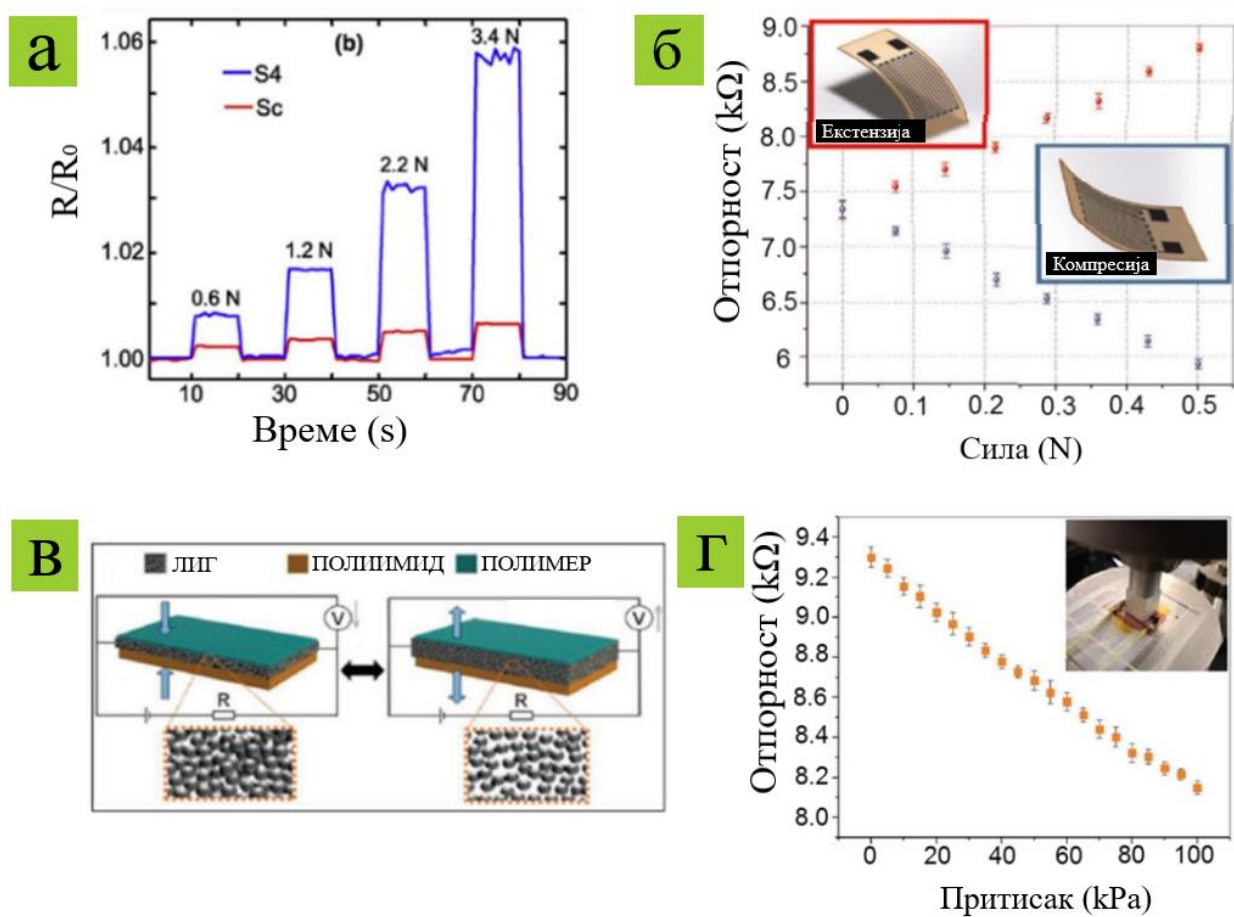 а
(b)
S4
Sc
0.6 N
1.2 N
2.2 N
3.4 N
1.06
1.04
1.02
1.00
R/R₀
10
30
50
70
90
Време (s)
б
Отпорност (kΩ)
9.0
8.5
8.0
7.5
7.0
6.5
6
Екстензија
Компресија
0
0.1
0.2
0.3
0.4
0.5
Сила (N)
в
ЛИГ
ПОЛИИМИД
ПОЛИМЕР
V
R
V
R
г
Отпорност (kΩ)
9.4
9.2
9.0
8.8
8.6
8.4
8.2
8.0
0
20
40
60
80
100
Притисак (kPa)